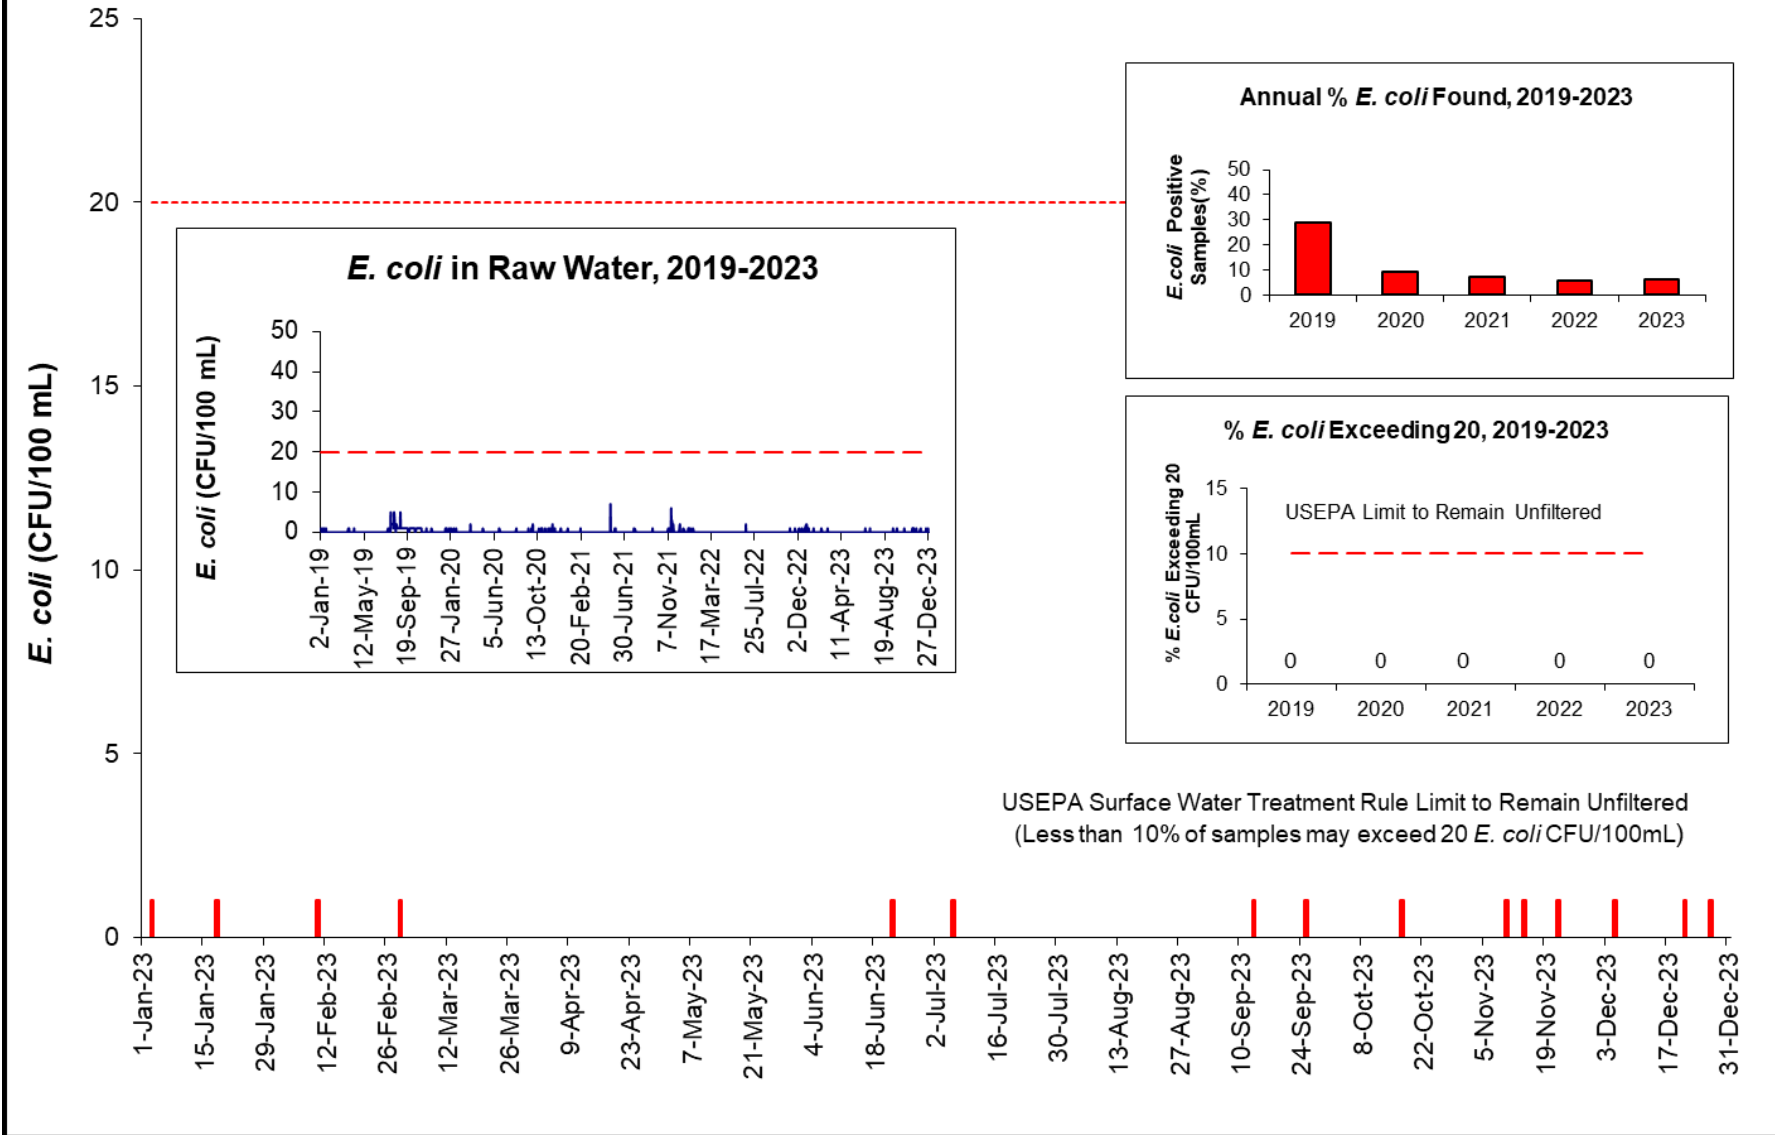 25
20
15
10
5
0
E. coli (CFU/100 mL)
1-Jan-23
15-Jan-23
29-Jan-23
12-Feb-23
26-Feb-23
12-Mar-23
26-Mar-23
9-Apr-23
23-Apr-23
7-May-23
21-May-23
4-Jun-23
18-Jun-23
2-Jul-23
16-Jul-23
30-Jul-23
13-Aug-23
27-Aug-23
10-Sep-23
24-Sep-23
8-Oct-23
22-Oct-23
5-Nov-23
19-Nov-23
3-Dec-23
17-Dec-23
31-Dec-23
E. coli in Raw Water, 2019-2023
E. coli (CFU/100 mL)
50
40
30
20
10
0
2-Jan-19
12-May-19
19-Sep-19
27-Jan-20
5-Jun-20
13-Oct-20
20-Feb-21
30-Jun-21
7-Nov-21
17-Mar-22
25-Jul-22
2-Dec-22
11-Apr-23
19-Aug-23
27-Dec-23
Annual % E. coli Found, 2019-2023
E.coli Positive
Samples(%)
50
40
30
20
10
0
2019 2020 2021 2022 2023
% E. coli Exceeding 20, 2019-2023
% E.coli Exceeding 20
CFU/100mL
15
10
5
0
USEPA Limit to Remain Unfiltered
0 0 0 0 0
2019 2020 2021 2022 2023
USEPA Surface Water Treatment Rule Limit to Remain Unfiltered
(Less than 10% of samples may exceed 20 E. coli CFU/100mL)